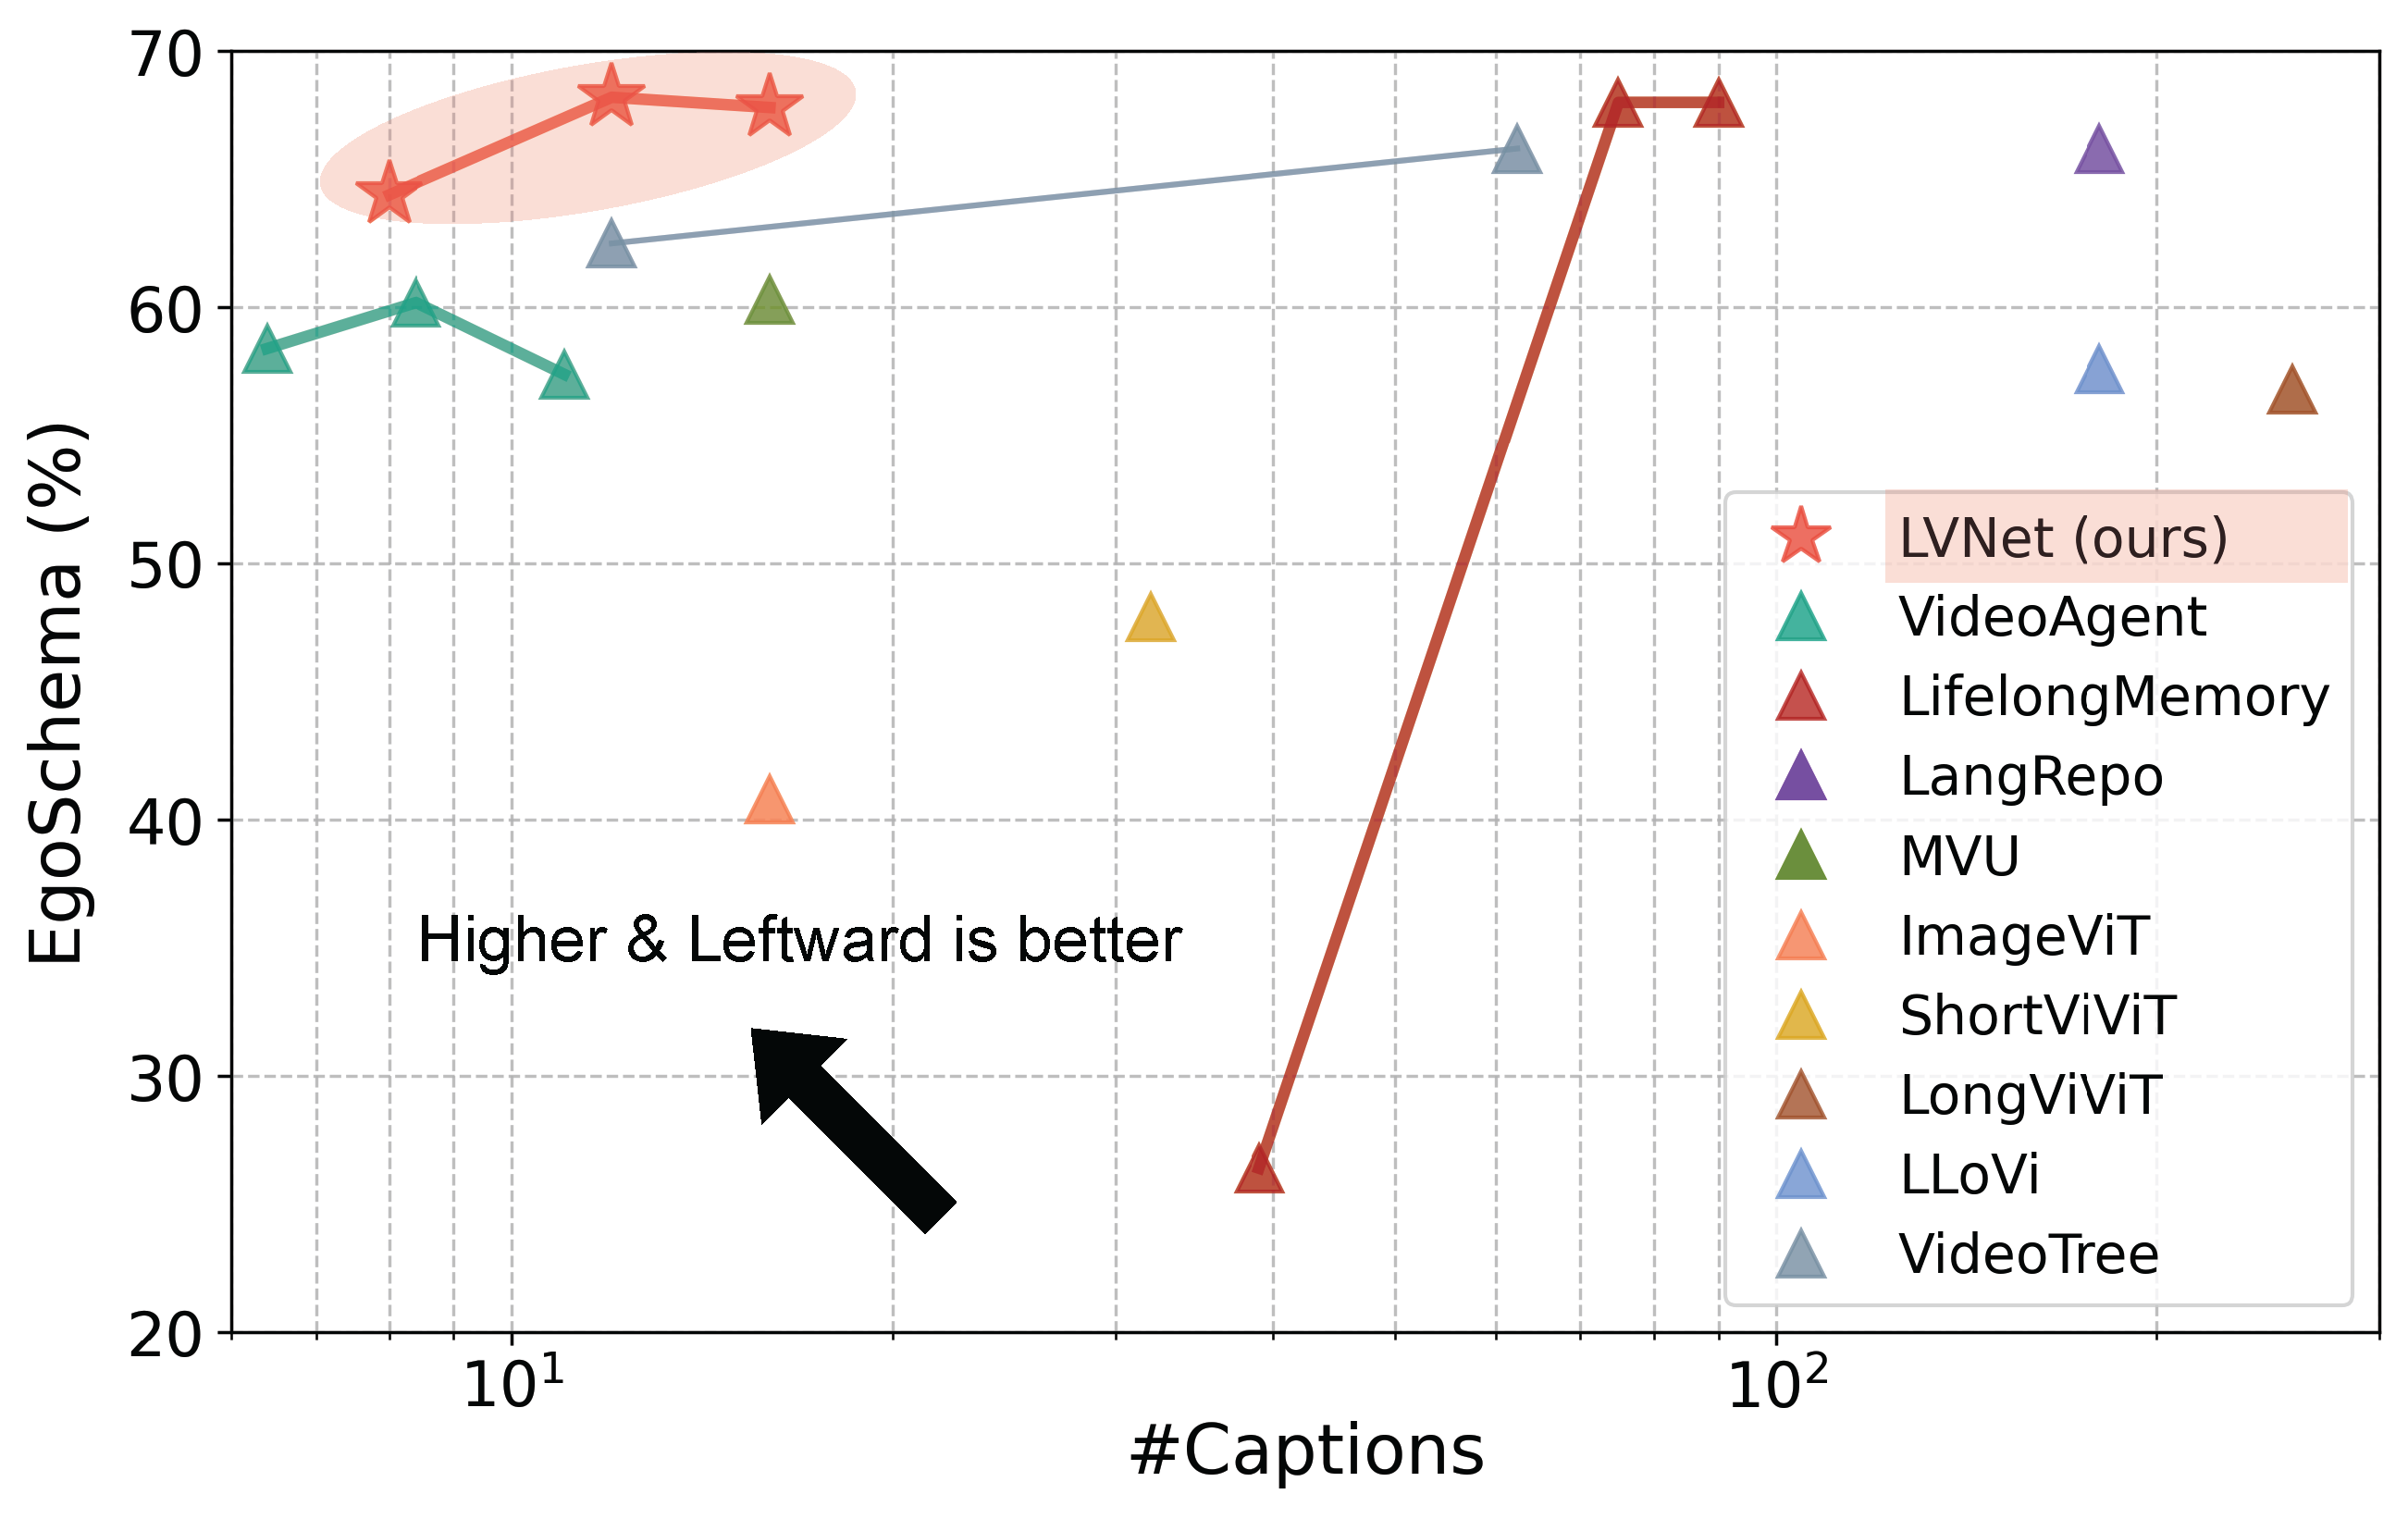 70
60
50
40
30
20
EgoSchema (%)
Higher & Leftward is better
LVNet (ours)
VideoAgent
LifelongMemory
LangRepo
MVU
ImageViT
ShortViViT
LongViViT
LLoVi
VideoTree
10¹
10²
#Captions